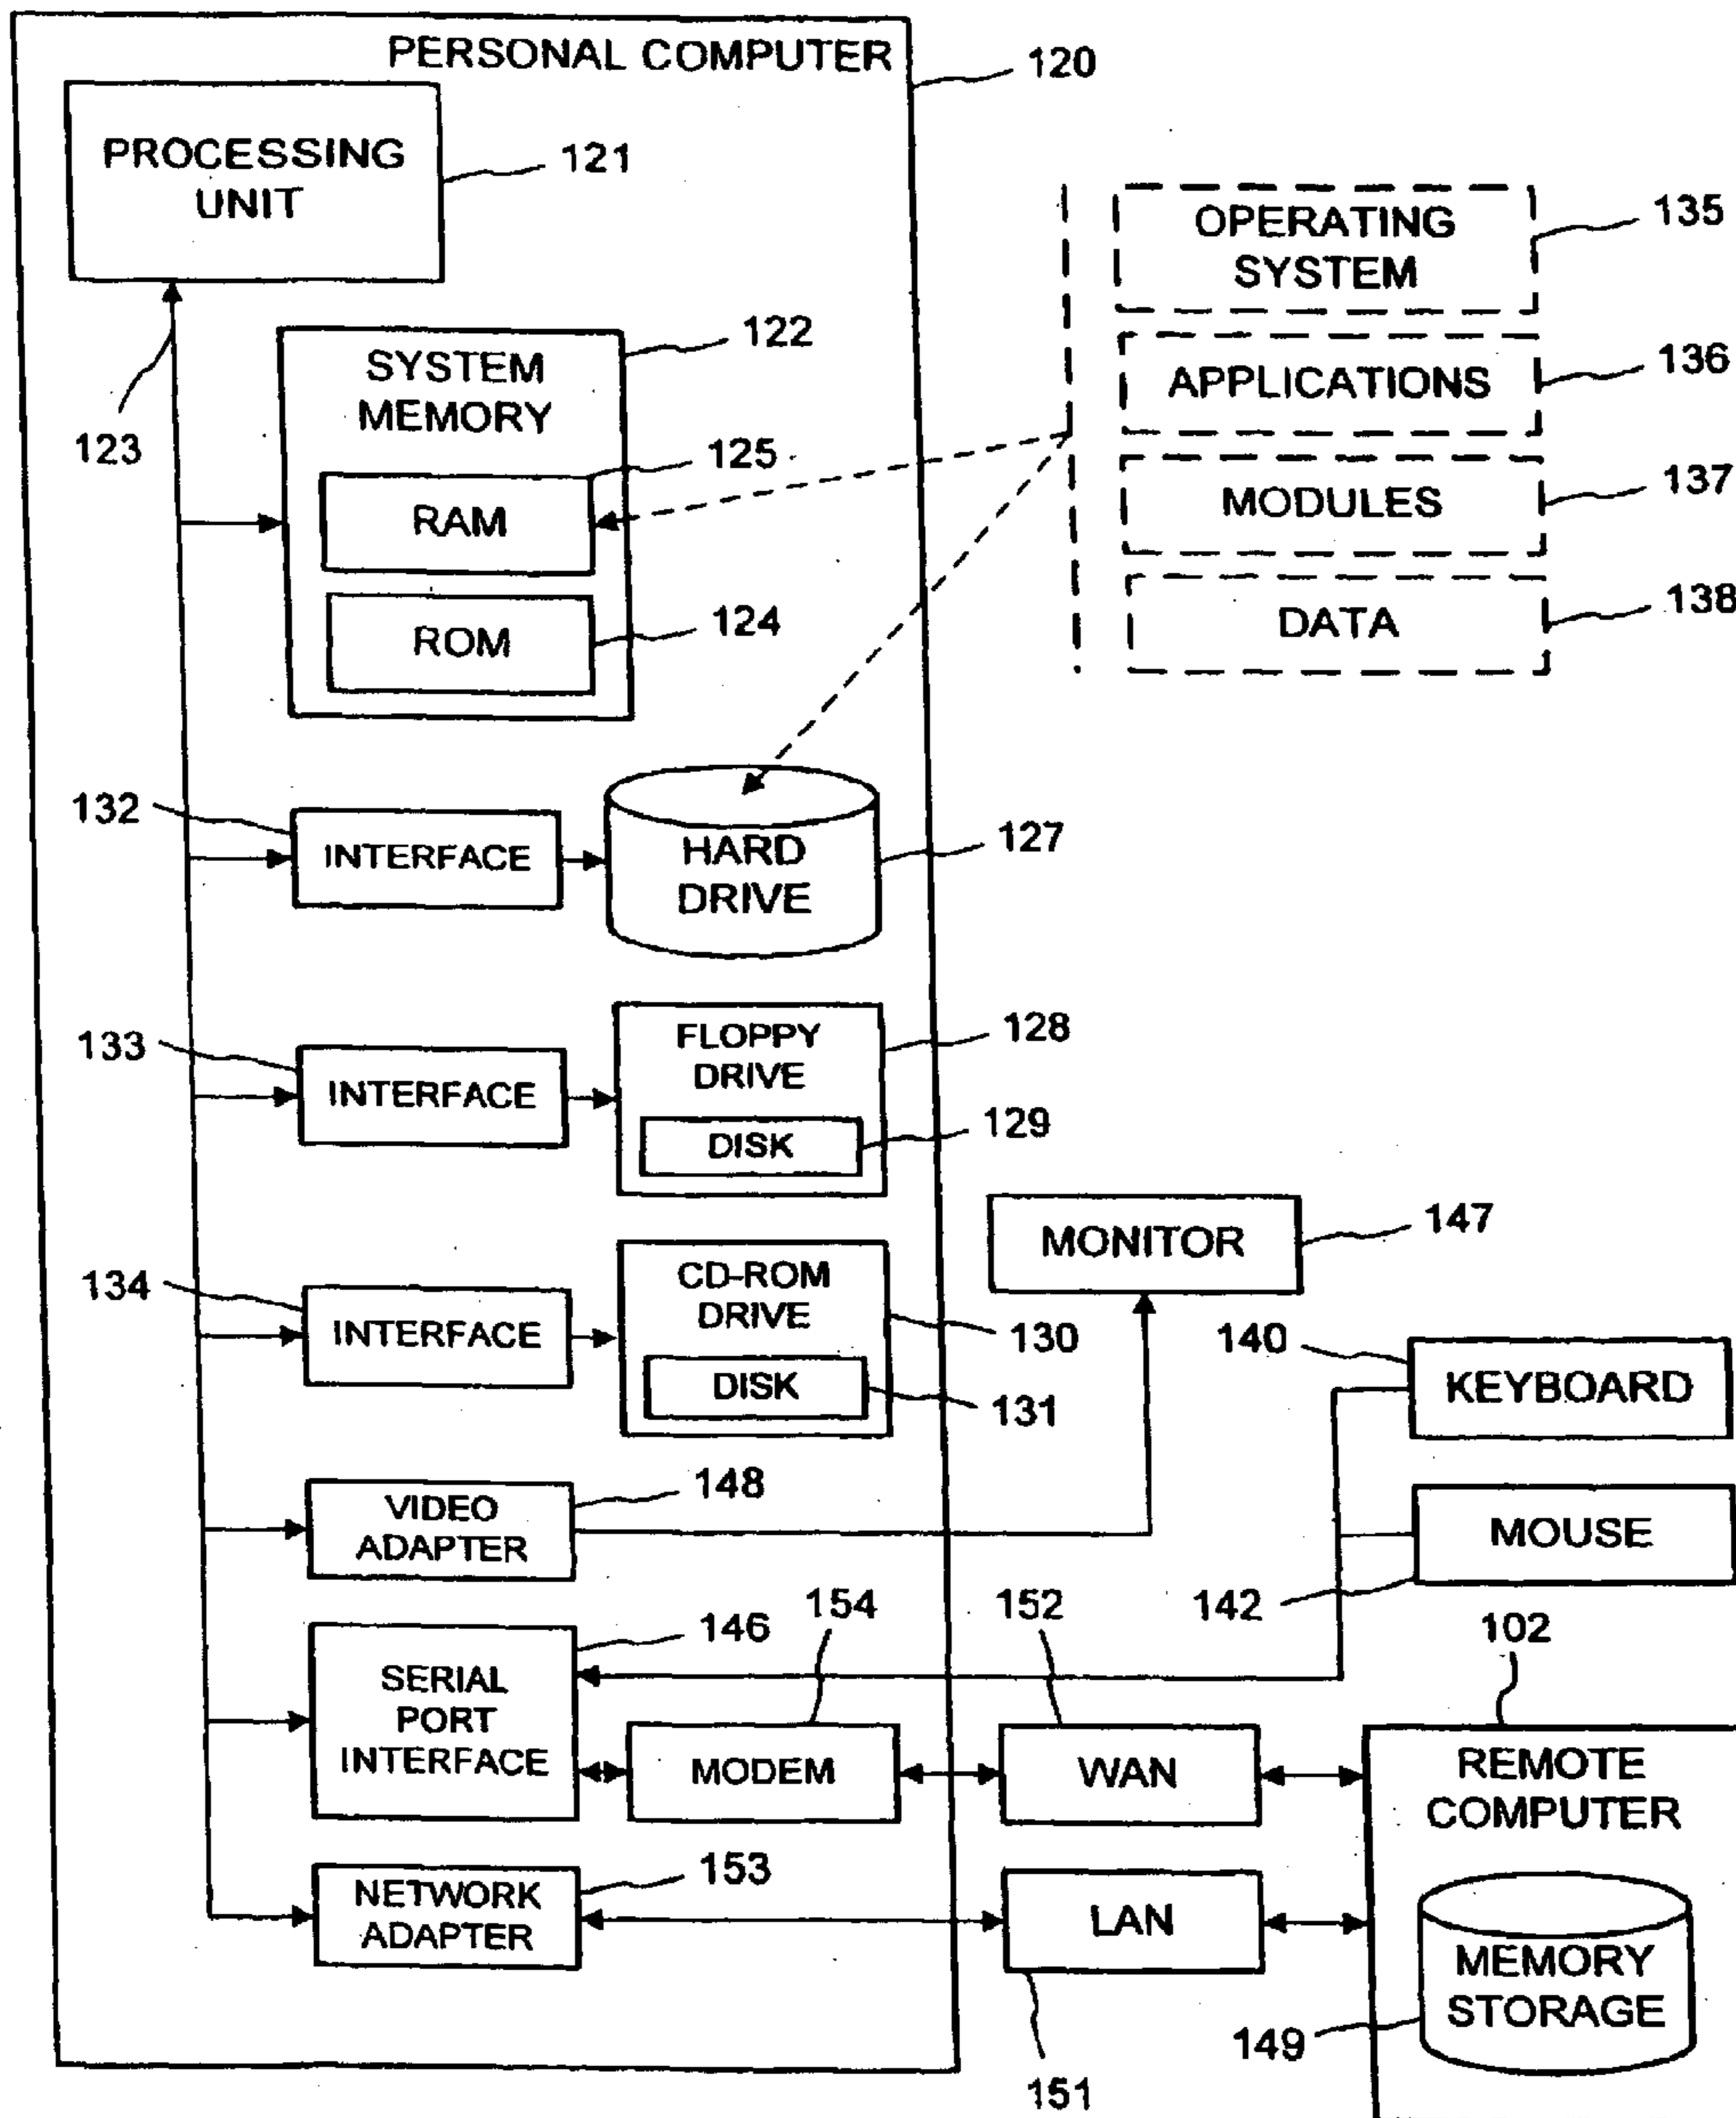 PERSONAL COMPUTER
120
PROCESSING
UNIT
121
123
SYSTEM
MEMORY
122
RAM
125
ROM
124
OPERATING
SYSTEM
135
APPLICATIONS
136
MODULES
137
DATA
138
132
INTERFACE
HARD
DRIVE
127
133
INTERFACE
FLOPPY
DRIVE
128
DISK
129
134
INTERFACE
CD-ROM
DRIVE
130
DISK
131
MONITOR
147
140
KEYBOARD
MOUSE
142
VIDEO
ADAPTER
148
SERIAL
PORT
INTERFACE
146
154
MODEM
152
WAN
102
REMOTE
COMPUTER
NETWORK
ADAPTER
153
LAN
151
MEMORY
STORAGE
149